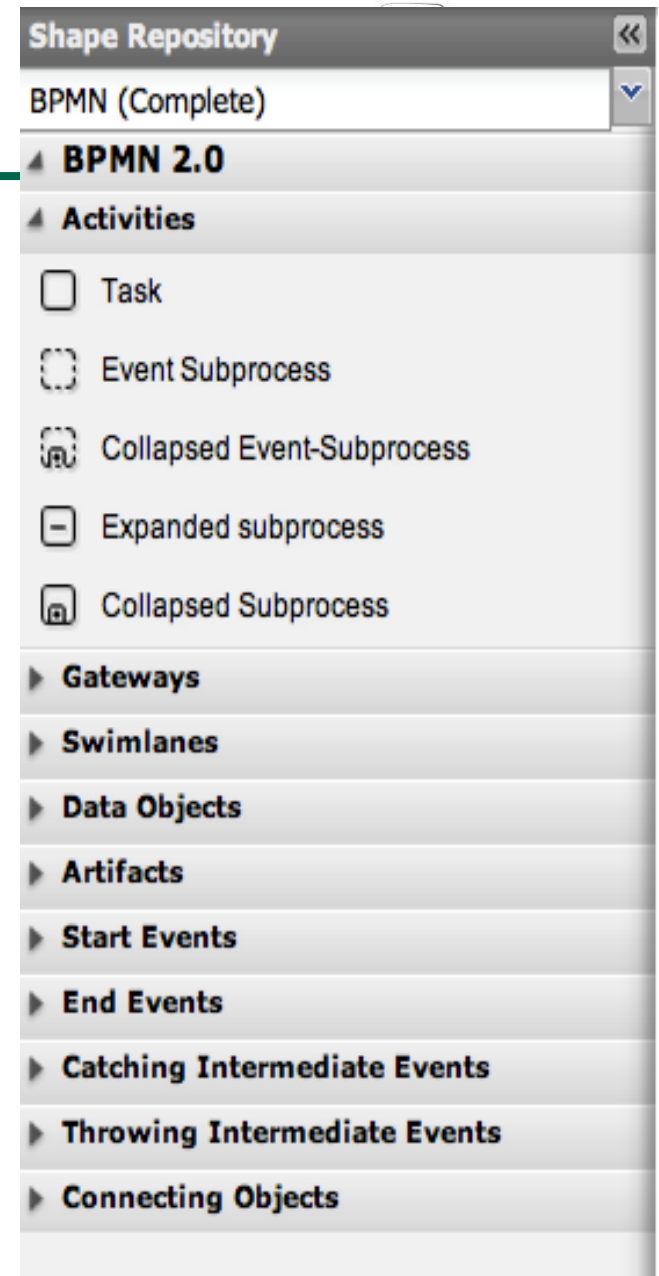 Shape Repository
BPMN (Complete)
BPMN 2.0
Activities
Task
Event Subprocess
Collapsed Event-Subprocess
Expanded subprocess
Collapsed Subprocess
Gateways
Swimlanes
Data Objects
Artifacts
Start Events
End Events
Catching Intermediate Events
Throwing Intermediate Events
Connecting Objects